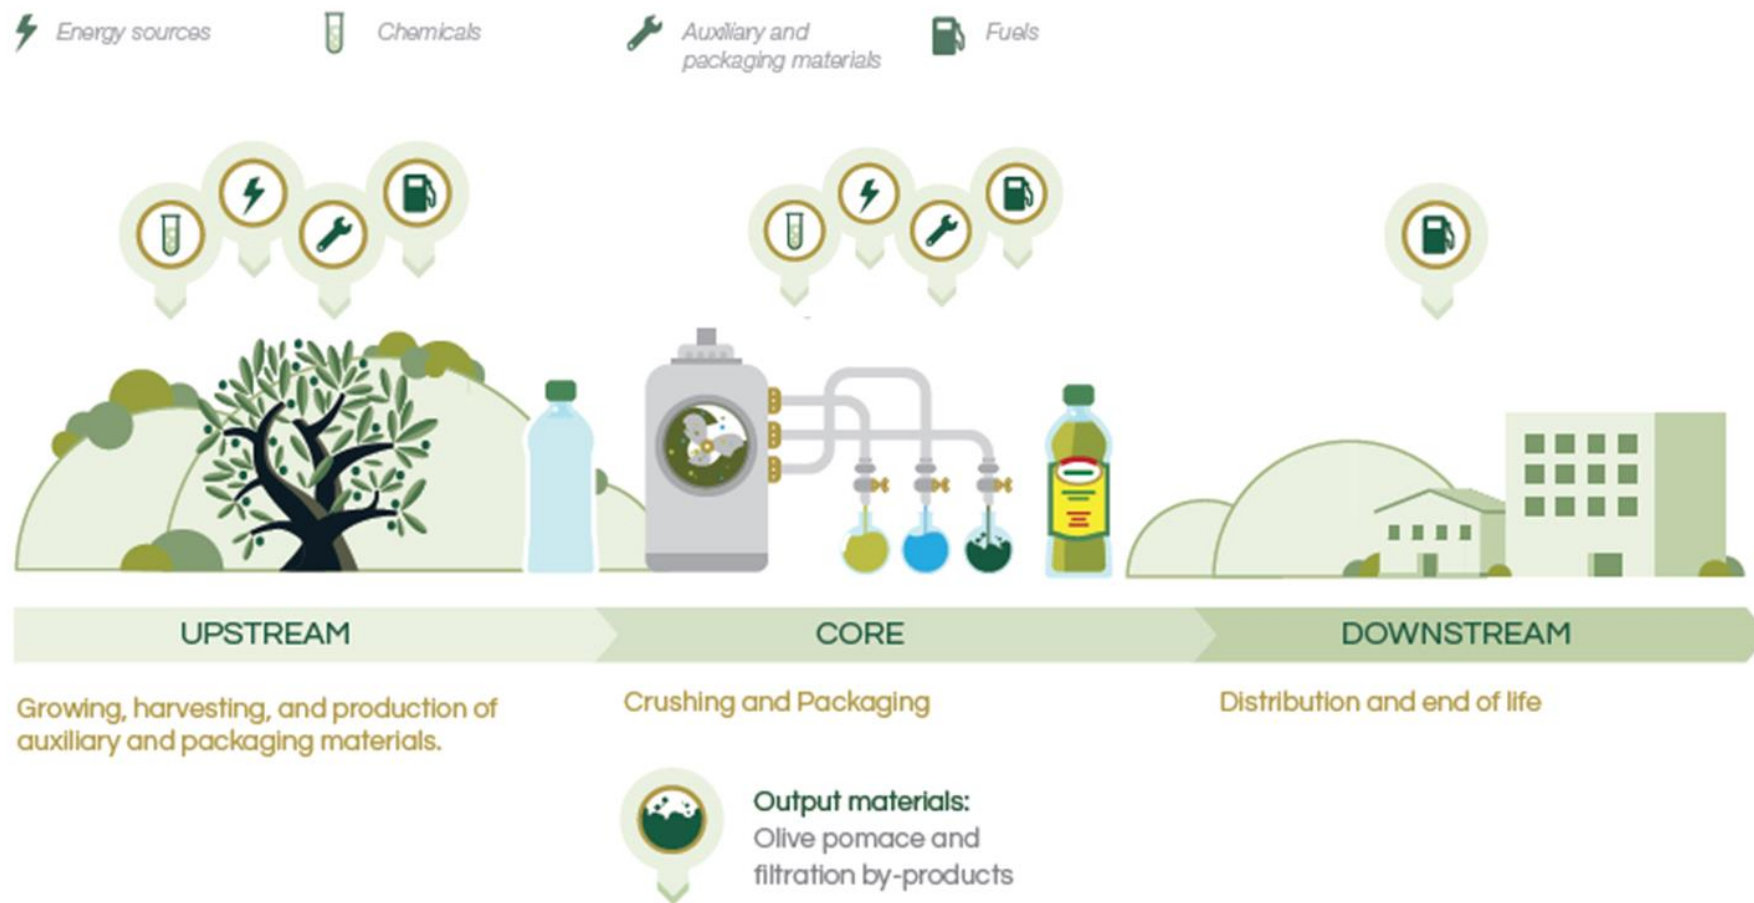 Energy sources
Chemicals
Auxiliary and
packaging materials
Fuels
UPSTREAM
CORE
DOWNSTREAM
Growing, harvesting, and production of
auxiliary and packaging materials.
Crushing and Packaging
Distribution and end of life
Output materials:
Olive pomace and
filtration by-products